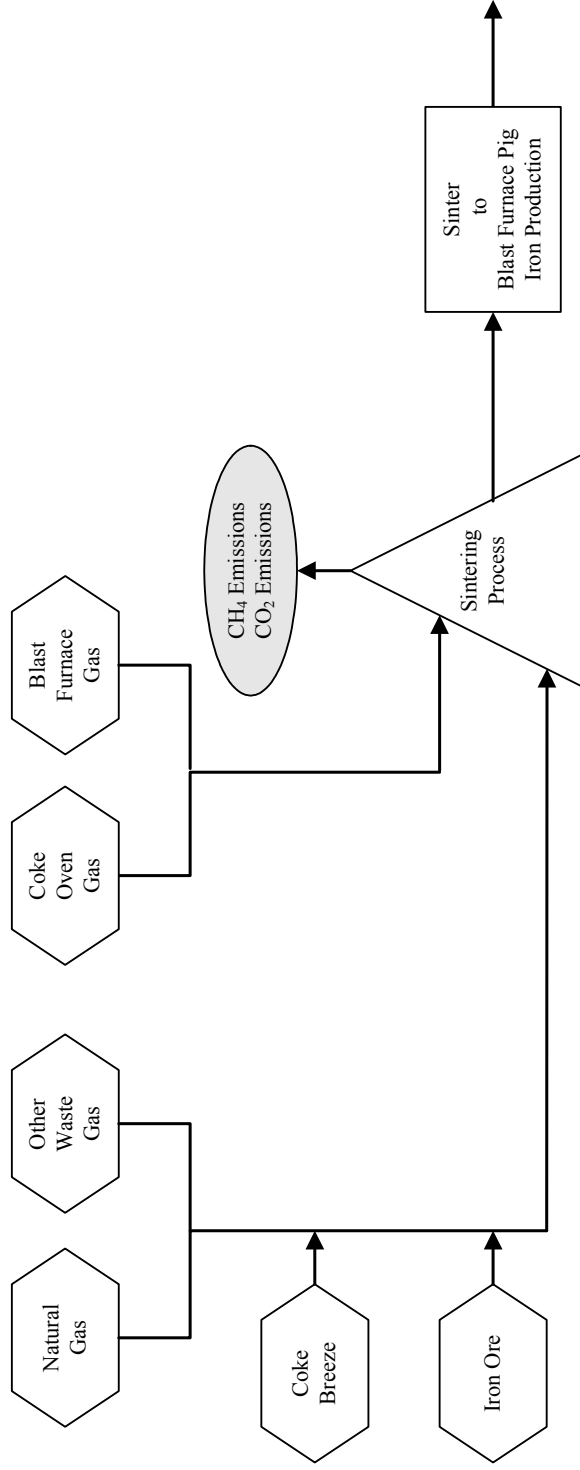 Natural
Gas
Other
Waste
Gas
Coke
Oven
Gas
Blast
Furnace
Gas
Coke
Breeze
Iron Ore
CH₄ Emissions
CO₂ Emissions
Sintering
Process
Sinter
to
Blast Furnace Pig
Iron Production